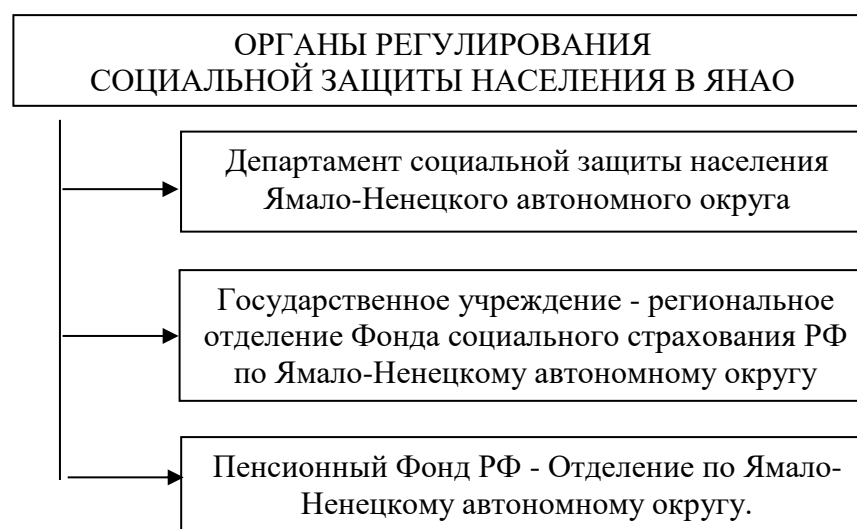 ОРГАНЫ РЕГУЛИРОВАНИЯ
СОЦИАЛЬНОЙ ЗАЩИТЫ НАСЕЛЕНИЯ В ЯНАО
Департамент социальной защиты населения
Ямало-Ненецкого автономного округа
Государственное учреждение - региональное
отделение Фонда социального страхования РФ
по Ямало-Ненецкому автономному округу
Пенсионный Фонд РФ - Отделение по Ямало-
Ненецкому автономному округу.